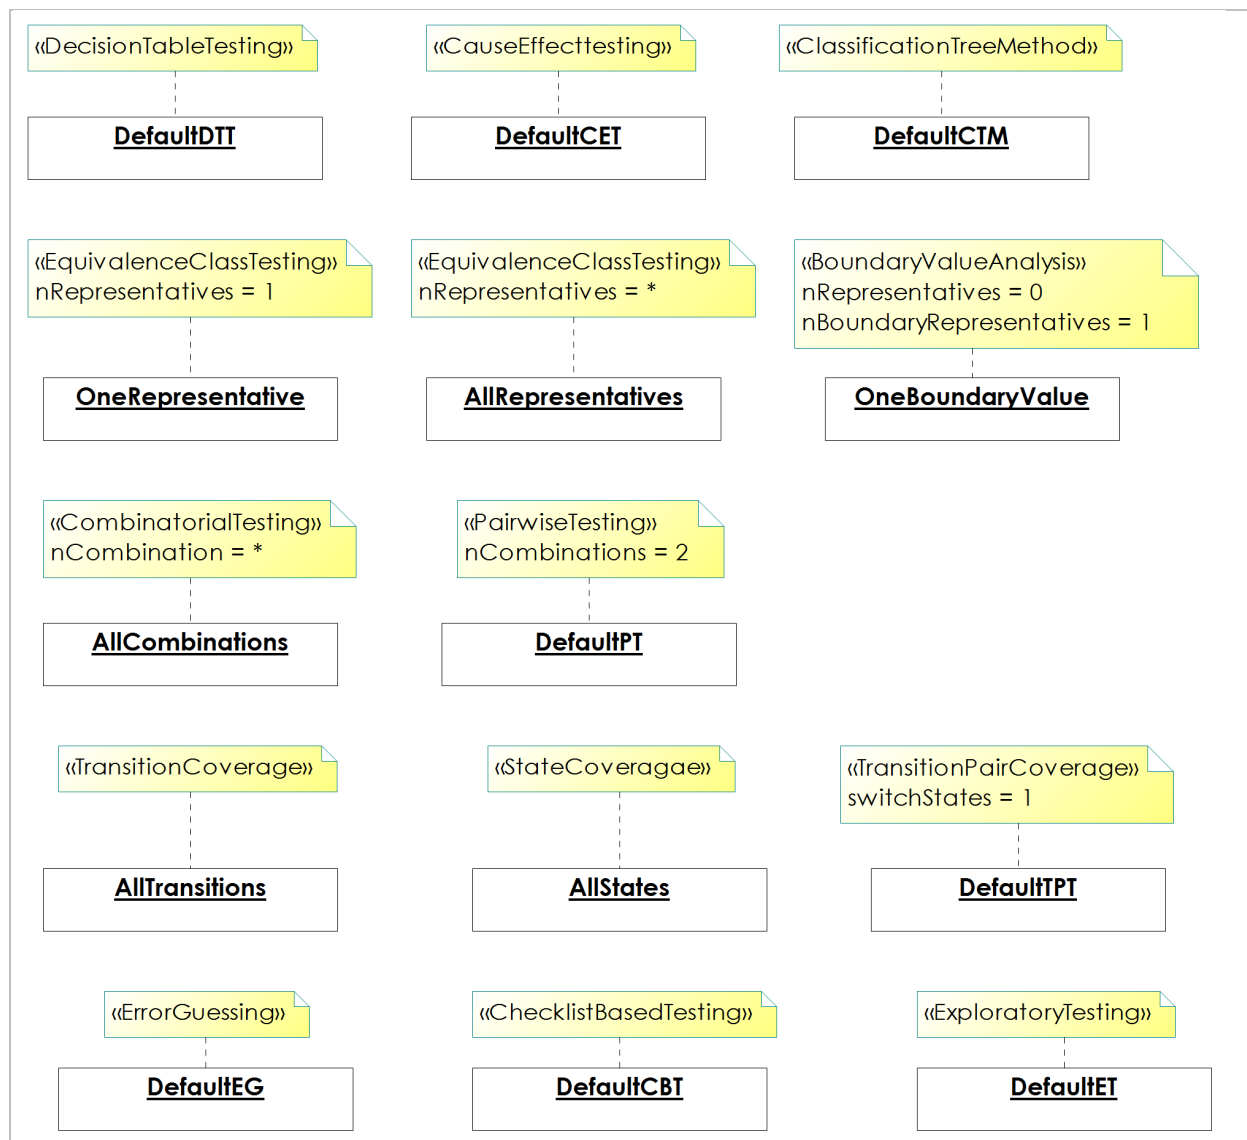 «DecisionTableTesting»
«CauseEffecttesting»
«ClassificationTreeMethod»
DefaultDTT
DefaultCET
DefaultCTM
«EquivalenceClassTesting»
nRepresentatives = 1
«EquivalenceClassTesting»
nRepresentatives = *
«BoundaryValueAnalysis»
nRepresentatives = 0
nBoundaryRepresentatives = 1
OneRepresentative
AllRepresentatives
OneBoundaryValue
«CombinatorialTesting»
nCombination = *
«PairwiseTesting»
nCombinations = 2
AllCombinations
DefaultPT
«TransitionCoverage»
«StateCoveragae»
«TransitionPairCoverage»
switchStates = 1
AllTransitions
AllStates
DefaultTPT
«ErrorGuessing»
«ChecklistBasedTesting»
«ExploratoryTesting»
DefaultEG
DefaultCBT
DefaultET